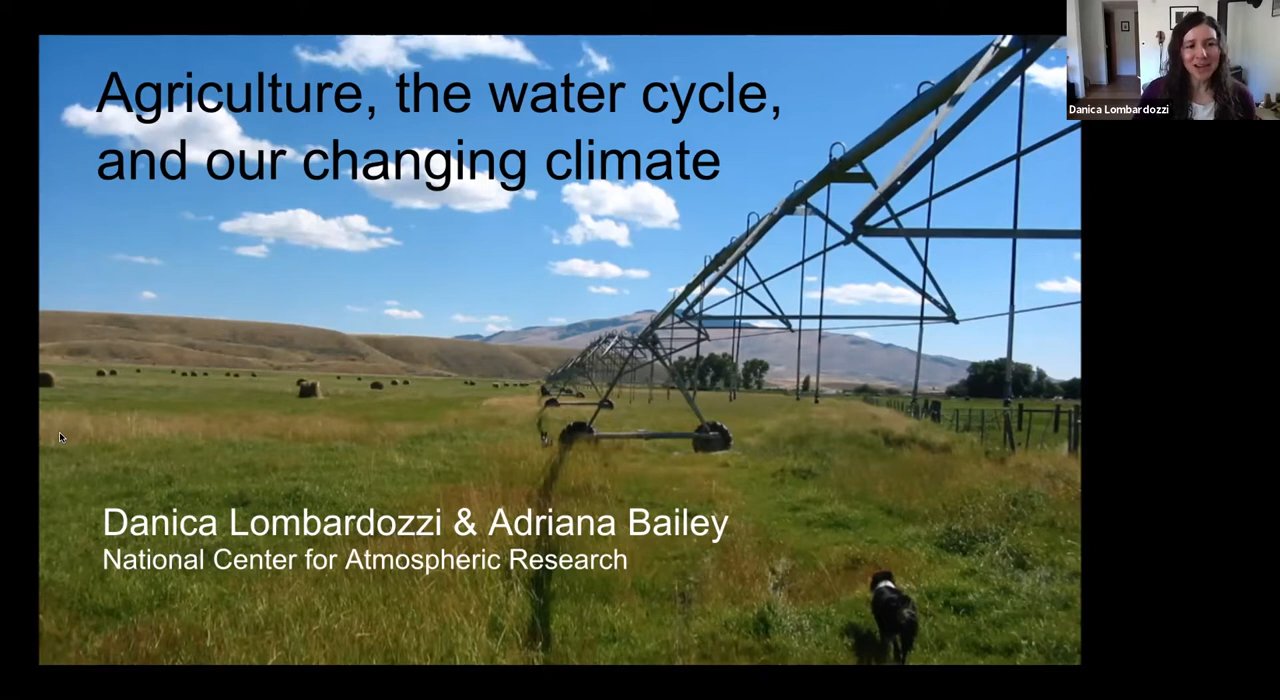 Agriculture, the water cycle,
and our changing climate
Danica Lombardozzi
Danica Lombardozzi & Adriana Bailey
National Center for Atmospheric Research